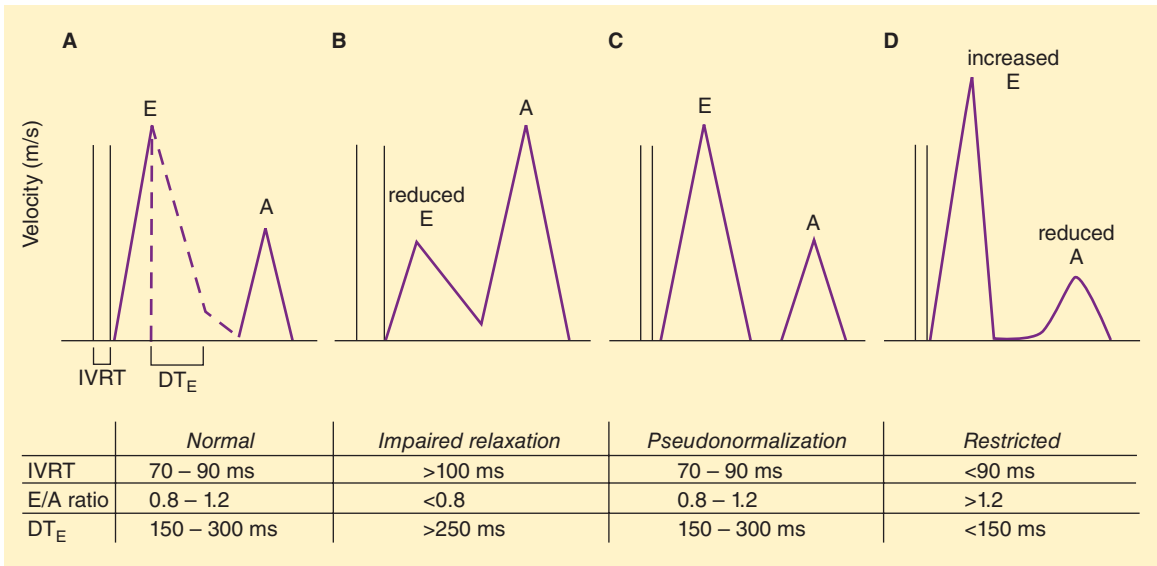 A
B
C
D
increased
E
E
A
reduced
E
A
E
A
reduced
A
Velocity (m/s)
IVRT
DTE
Normal Impaired relaxation Pseudonormalization Restricted
IVRT 70 – 90 ms >100 ms 70 – 90 ms <90 ms
E/A ratio 0.8 – 1.2 <0.8 0.8 – 1.2 >1.2
DTE 150 – 300 ms >250 ms 150 – 300 ms <150 ms